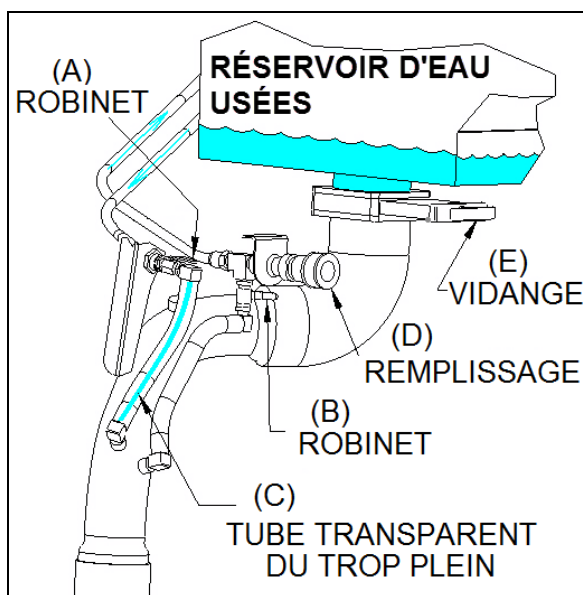 (A)
ROBINET
RÉSERVOIR D'EAU
USÉES
(E)
VIDANGE
(D)
REMPLISSAGE
(B)
ROBINET
(C)
TUBE TRANSPARENT
DU TROP PLEIN